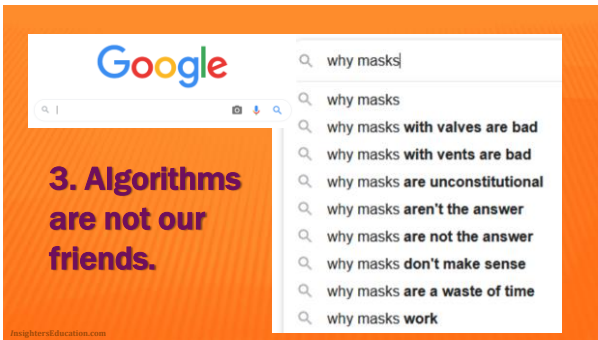 Google
3. Algorithms
are not our
friends.
why masks
why masks
why masks with valves are bad
why masks with vents are bad
why masks are unconstitutional
why masks aren't the answer
why masks are not the answer
why masks don't make sense
why masks are a waste of time
why masks work
InsightersEducation.com